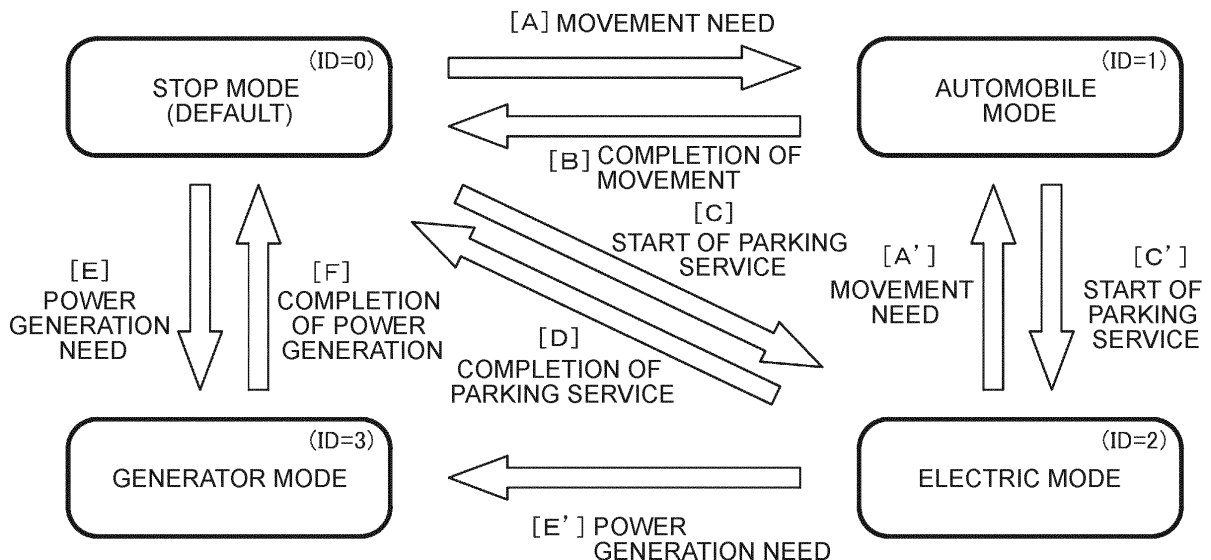 [A] MOVEMENT NEED
(ID=0)
STOP MODE
(DEFAULT)
(ID=1)
AUTOMOBILE
MODE
[B] COMPLETION OF
MOVEMENT
[C]
START OF PARKING
SERVICE
[A']
MOVEMENT
NEED
[C']
START OF
PARKING
SERVICE
[E]
POWER
GENERATION
NEED
[F]
COMPLETION
OF POWER
GENERATION
[D]
COMPLETION OF
PARKING SERVICE
(ID=3)
GENERATOR MODE
(ID=2)
ELECTRIC MODE
[E'] POWER
GENERATION NEED